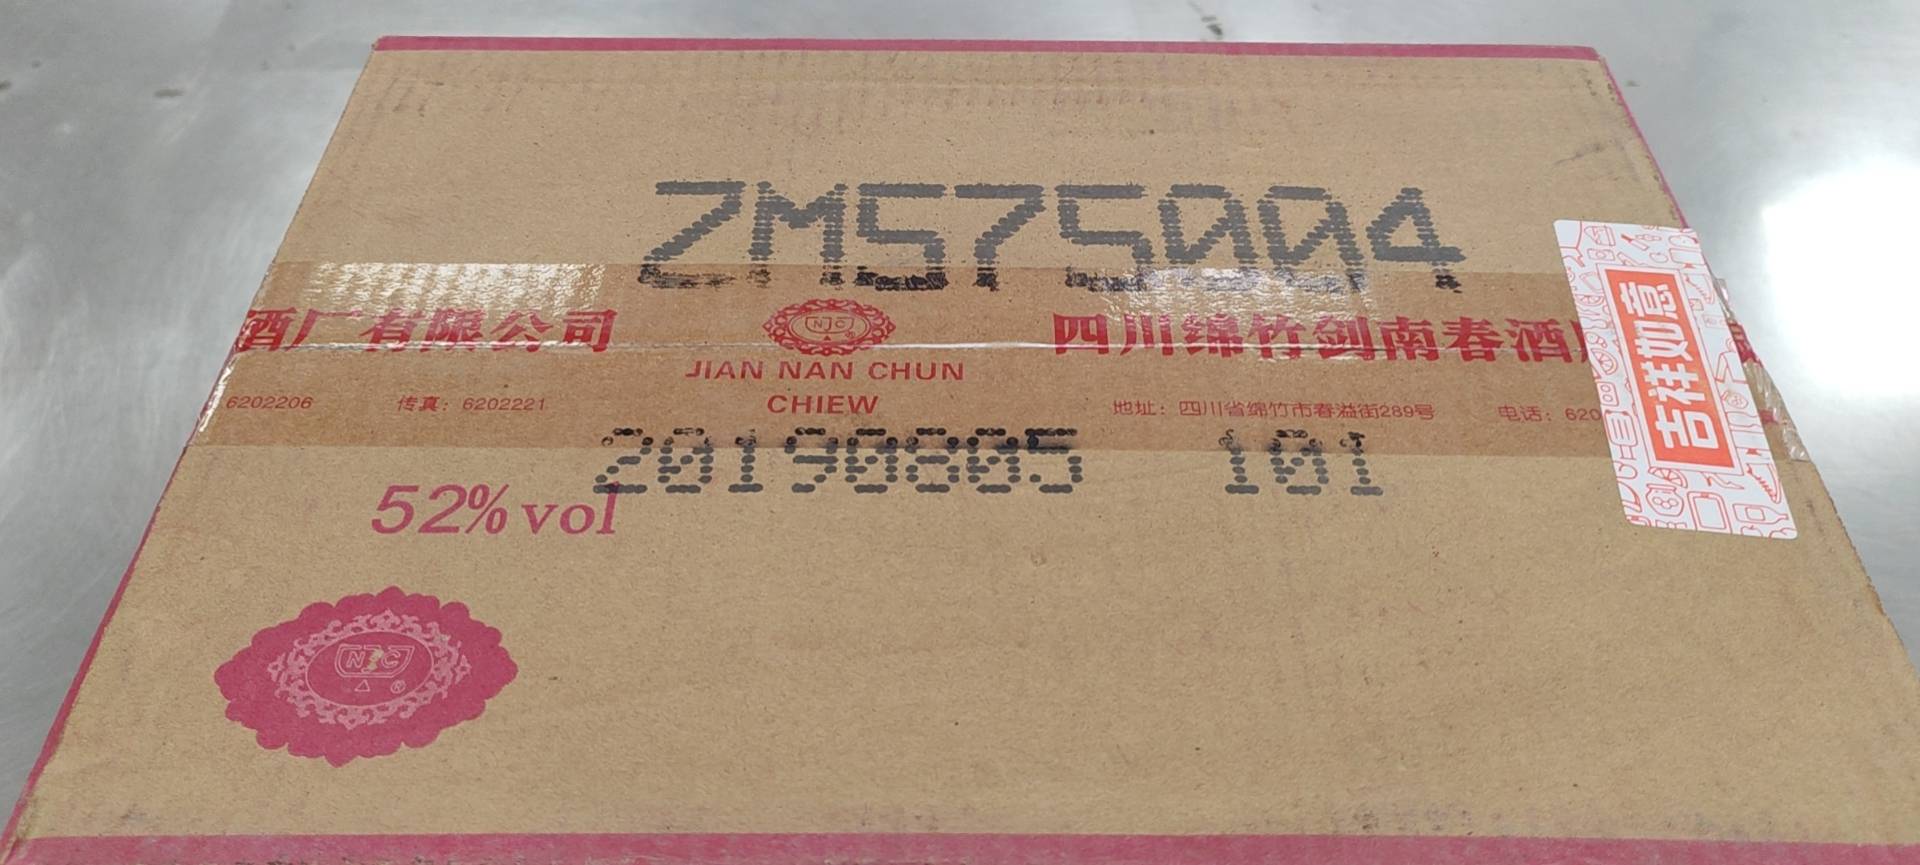 ZM575004
酒厂有限公司
NJC
®
四川绵竹剑南春酒
JIAN NAN CHUN
CHIEW
6202206
传真：6202221
地址：四川省绵竹市春溢街289号
电话：620
20190805 101
52% vol
NJC
®
吉祥如意